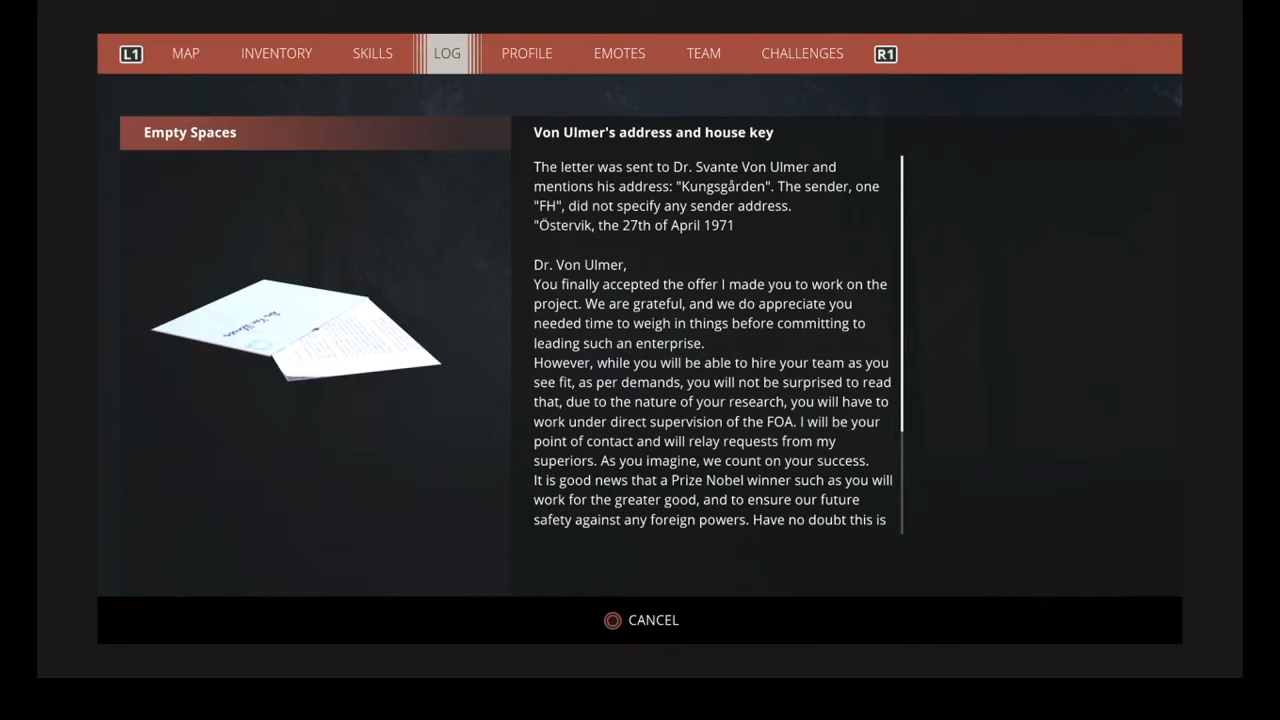 L1 MAP INVENTORY SKILLS LOG PROFILE EMOTES TEAM CHALLENGES R1
Empty Spaces
Von Ulmer's address and house key
The letter was sent to Dr. Svante Von Ulmer and
mentions his address: "Kungsgården". The sender, one
"FH", did not specify any sender address.
"Östervik, the 27th of April 1971
Dr. Von Ulmer,
You finally accepted the offer I made you to work on the
project. We are grateful, and we do appreciate you
needed time to weigh in things before committing to
leading such an enterprise.
However, while you will be able to hire your team as you
see fit, as per demands, you will not be surprised to read
that, due to the nature of your research, you will have to
work under direct supervision of the FOA. I will be your
point of contact and will relay requests from my
superiors. As you imagine, we count on your success.
It is good news that a Prize Nobel winner such as you will
work for the greater good, and to ensure our future
safety against any foreign powers. Have no doubt this is
CANCEL